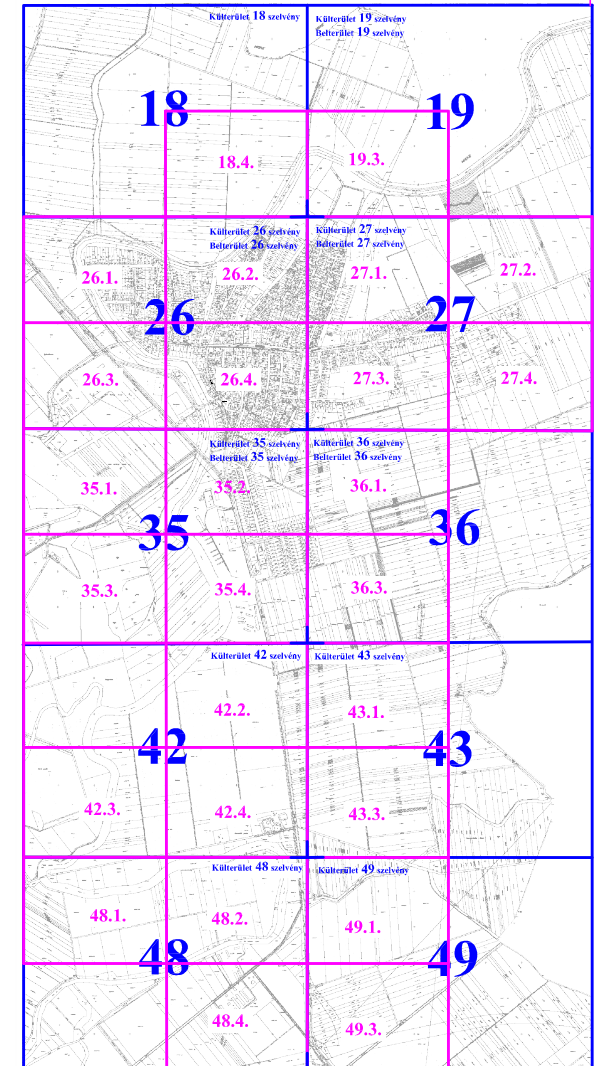 Külterület 18 szelvény
Külterület 19 szelvény
Belterület 19 szelvény
18
19
18.4.
19.3.
Külterület 26 szelvény
Belterület 26 szelvény
Külterület 27 szelvény
Belterület 27 szelvény
26.1.
26.2.
27.1.
27.2.
26
27
26.3.
26.4.
27.3.
27.4.
Külterület 35 szelvény
Belterület 35 szelvény
Külterület 36 szelvény
Belterület 36 szelvény
35.1.
35.2.
36.1.
35
36
35.3.
35.4.
36.3.
Külterület 42 szelvény
Külterület 43 szelvény
42.2.
43.1.
42
43
42.3.
42.4.
43.3.
Külterület 48 szelvény
Külterület 49 szelvény
48.1.
48.2.
49.1.
48
49
48.4.
49.3.